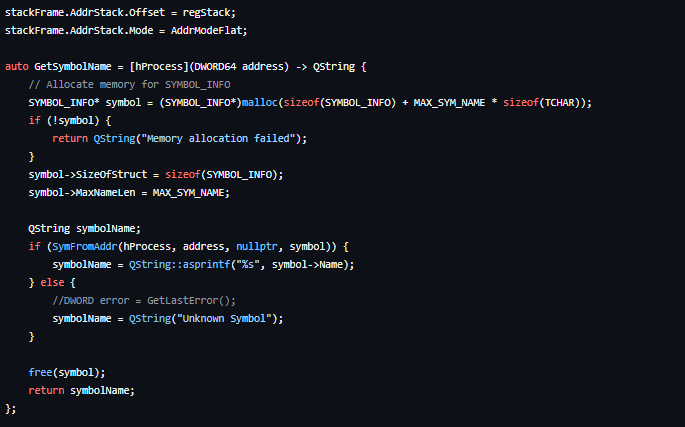 stackFrame.AddrStack.Offset = regStack;
stackFrame.AddrStack.Mode = AddrModeFlat;

auto GetSymbolName = [hProcess](DWORD64 address) -> QString {
    // Allocate memory for SYMBOL_INFO
    SYMBOL_INFO* symbol = (SYMBOL_INFO*)malloc(sizeof(SYMBOL_INFO) + MAX_SYM_NAME * sizeof(TCHAR));
    if (!symbol) {
        return QString("Memory allocation failed");
    }
    symbol->SizeOfStruct = sizeof(SYMBOL_INFO);
    symbol->MaxNameLen = MAX_SYM_NAME;

    QString symbolName;
    if (SymFromAddr(hProcess, address, nullptr, symbol)) {
        symbolName = QString::asprintf("%s", symbol->Name);
    } else {
        //DWORD error = GetLastError();
        symbolName = QString("Unknown Symbol");
    }

    free(symbol);
    return symbolName;
};